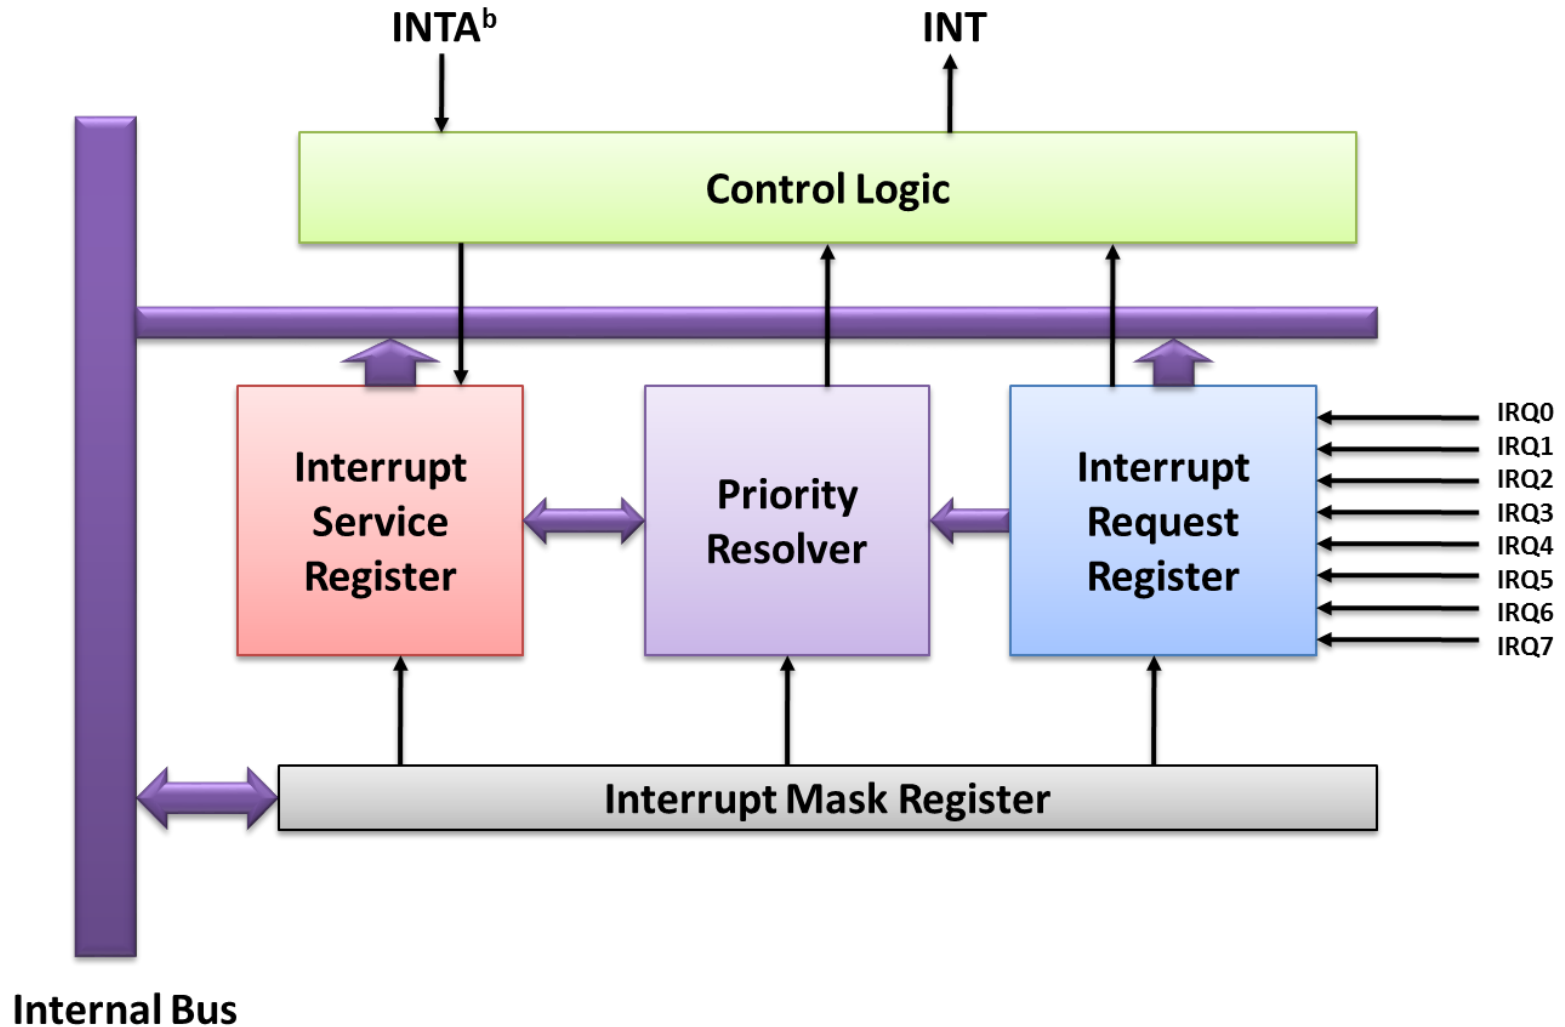 INTAᵇ
INT
Control Logic
Interrupt
Service
Register
Priority
Resolver
Interrupt
Request
Register
IRQ0
IRQ1
IRQ2
IRQ3
IRQ4
IRQ5
IRQ6
IRQ7
Interrupt Mask Register
Internal Bus